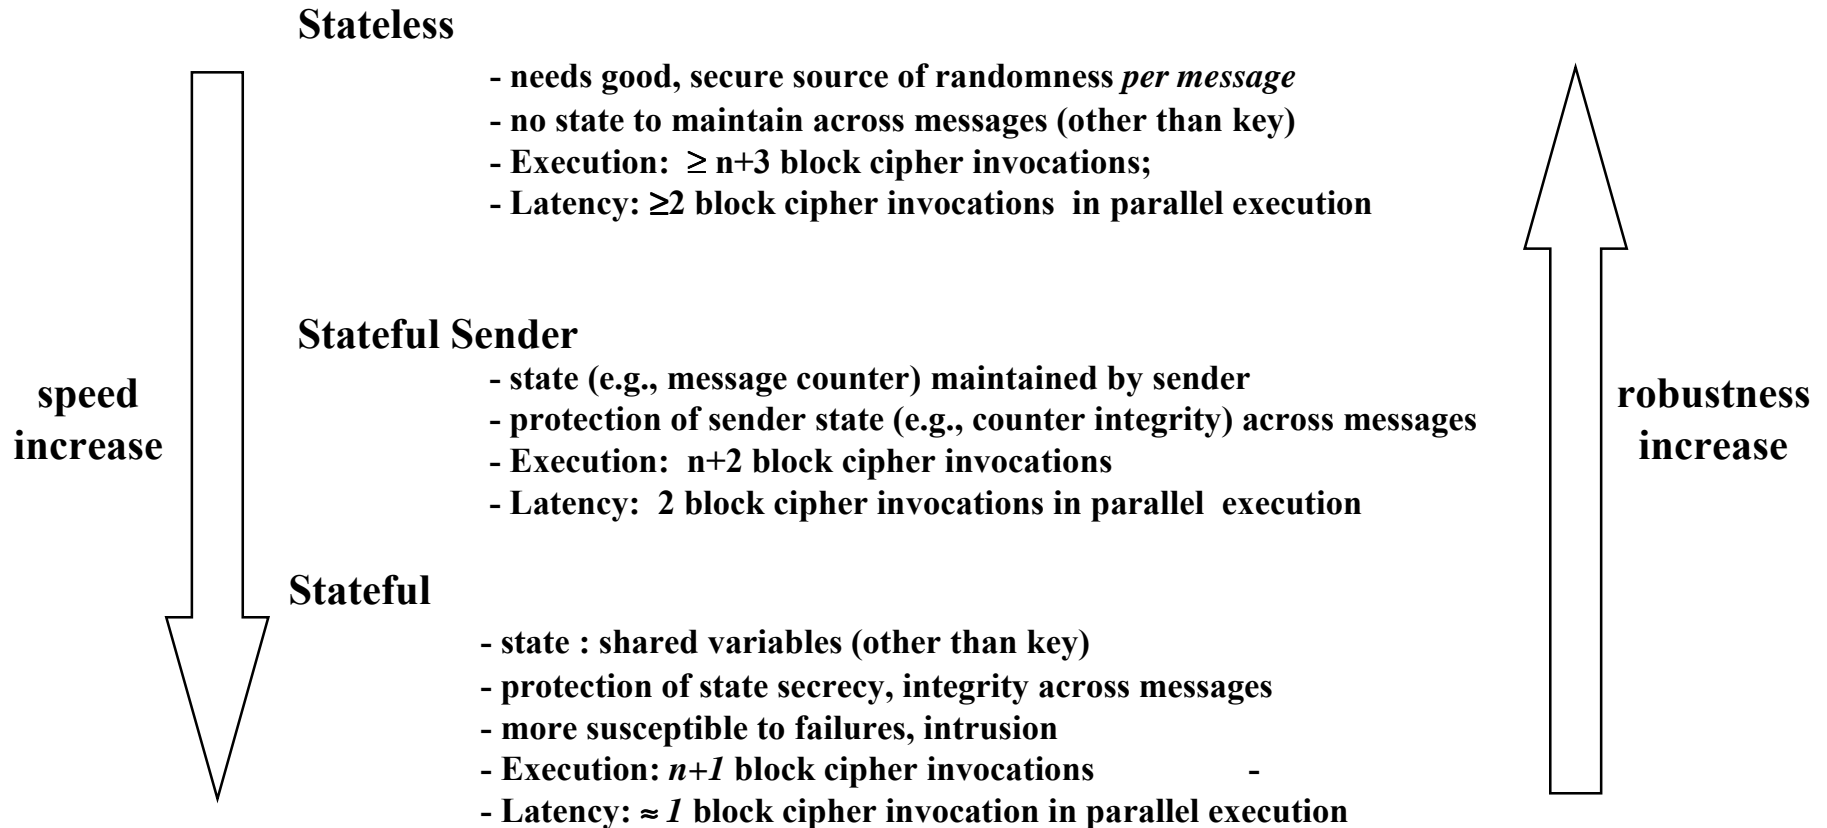 Stateless
- needs good, secure source of randomness per message
- no state to maintain across messages (other than key)
- Execution: ≥ n+3 block cipher invocations;
- Latency: ≥2 block cipher invocations in parallel execution
Stateful Sender
- state (e.g., message counter) maintained by sender
- protection of sender state (e.g., counter integrity) across messages
- Execution: n+2 block cipher invocations
- Latency: 2 block cipher invocations in parallel execution
speed
increase
robustness
increase
Stateful
- state : shared variables (other than key)
- protection of state secrecy, integrity across messages
- more susceptible to failures, intrusion
- Execution: n+1 block cipher invocations -
- Latency: ≈ 1 block cipher invocation in parallel execution